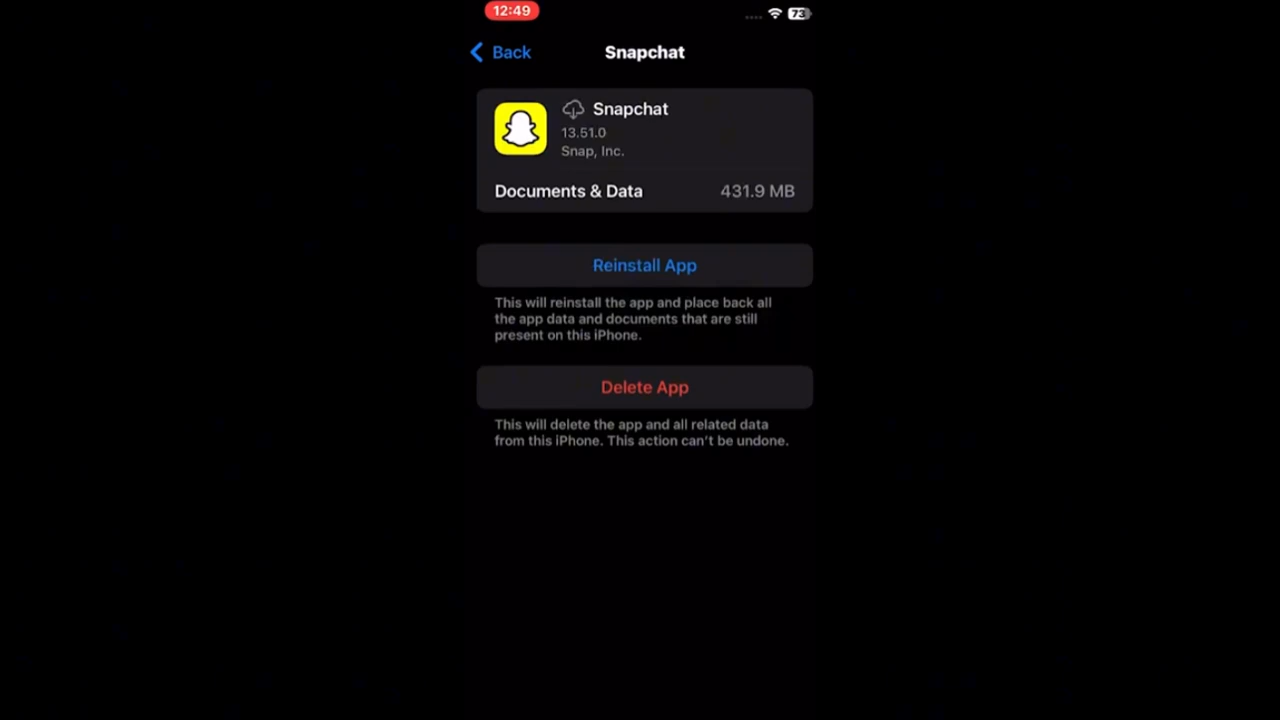 12:49
73
Back
Snapchat
Snapchat
13.51.0
Snap, Inc.
Documents & Data 431.9 MB
Reinstall App
This will reinstall the app and place back all
the app data and documents that are still
present on this iPhone.
Delete App
This will delete the app and all related data
from this iPhone. This action can't be undone.